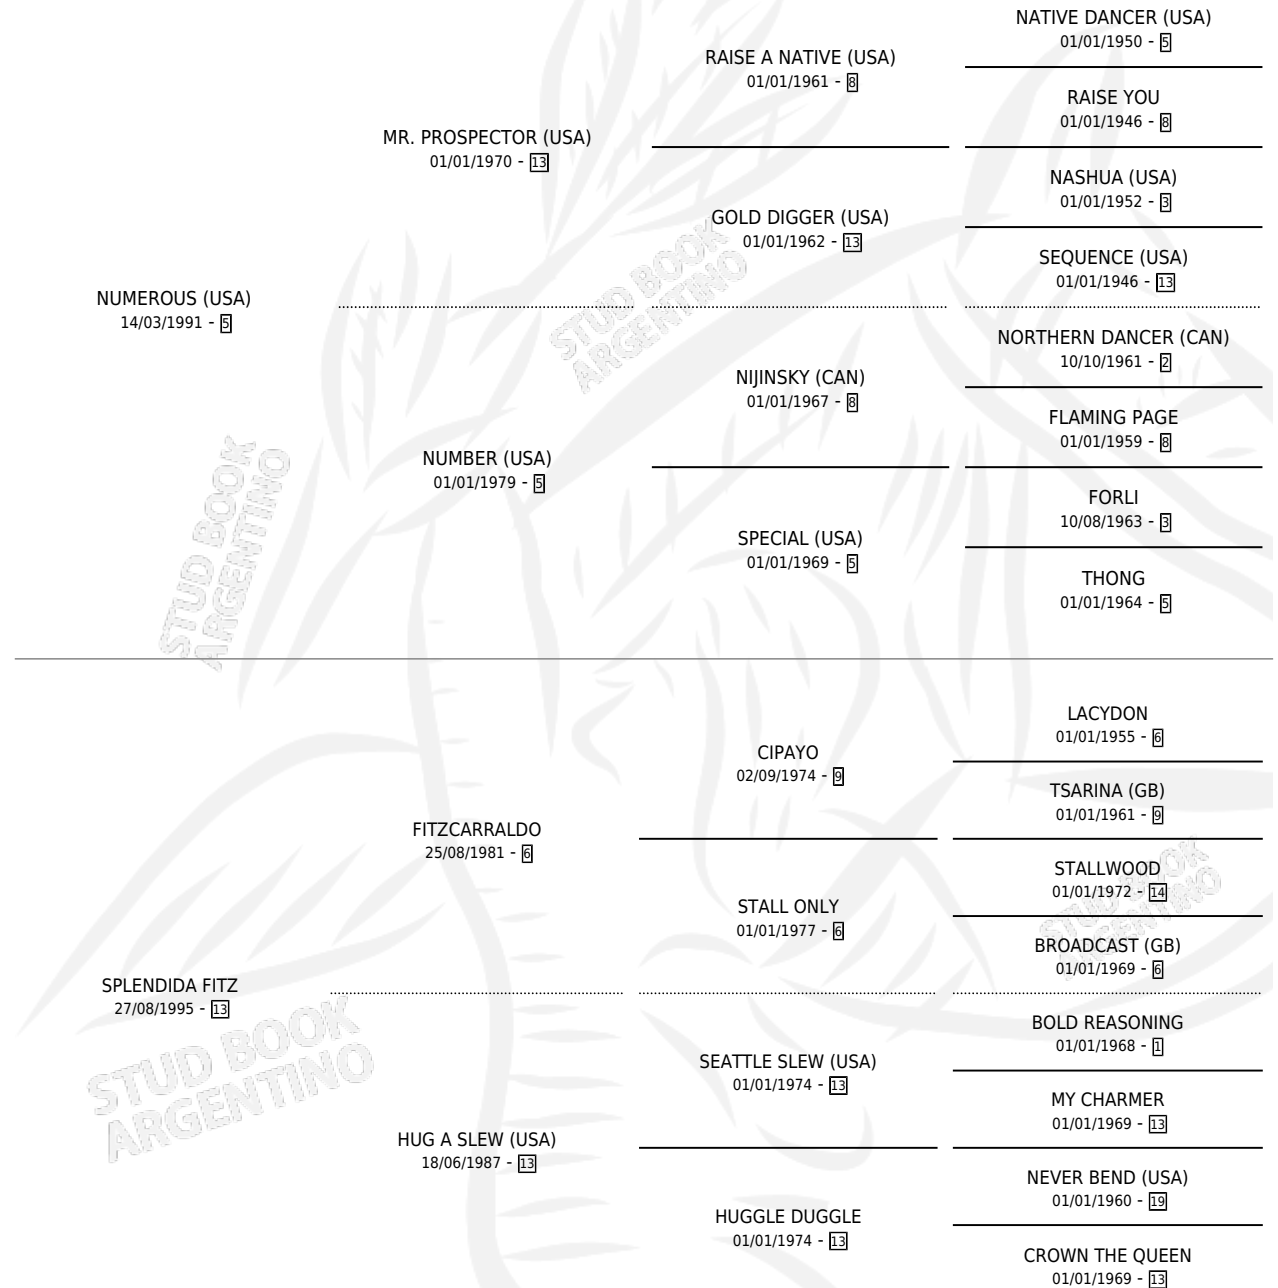 NATIVE DANCER (USA)
01/01/1950 - 5
RAISE A NATIVE (USA)
01/01/1961 - 8
RAISE YOU
01/01/1946 - 8
MR. PROSPECTOR (USA)
01/01/1970 - 13
NASHUA (USA)
01/01/1952 - 3
GOLD DIGGER (USA)
01/01/1962 - 13
SEQUENCE (USA)
01/01/1946 - 13
NUMEROUS (USA)
14/03/1991 - 5
NORTHERN DANCER (CAN)
10/10/1961 - 2
NIJINSKY (CAN)
01/01/1967 - 8
FLAMING PAGE
01/01/1959 - 8
NUMBER (USA)
01/01/1979 - 5
FORLI
10/08/1963 - 3
SPECIAL (USA)
01/01/1969 - 5
THONG
01/01/1964 - 5
STUD BOOK
ARGENTINO
STUD BOOK
ARGENTINO
LACYDON
01/01/1955 - 6
CIPAYO
02/09/1974 - 9
TSARINA (GB)
01/01/1961 - 9
FITZCARRALDO
25/08/1981 - 6
STALLWOOD
01/01/1972 - 14
STALL ONLY
01/01/1977 - 6
BROADCAST (GB)
01/01/1969 - 6
SPLENDIDA FITZ
27/08/1995 - 13
BOLD REASONING
01/01/1968 - 1
SEATTLE SLEW (USA)
01/01/1974 - 13
MY CHARMER
01/01/1969 - 13
HUG A SLEW (USA)
18/06/1987 - 13
NEVER BEND (USA)
01/01/1960 - 19
HUGGLE DUGGLE
01/01/1974 - 13
CROWN THE QUEEN
01/01/1969 - 13
STUD BOOK
ARGENTINO
STUD BOOK
ARGENTINO